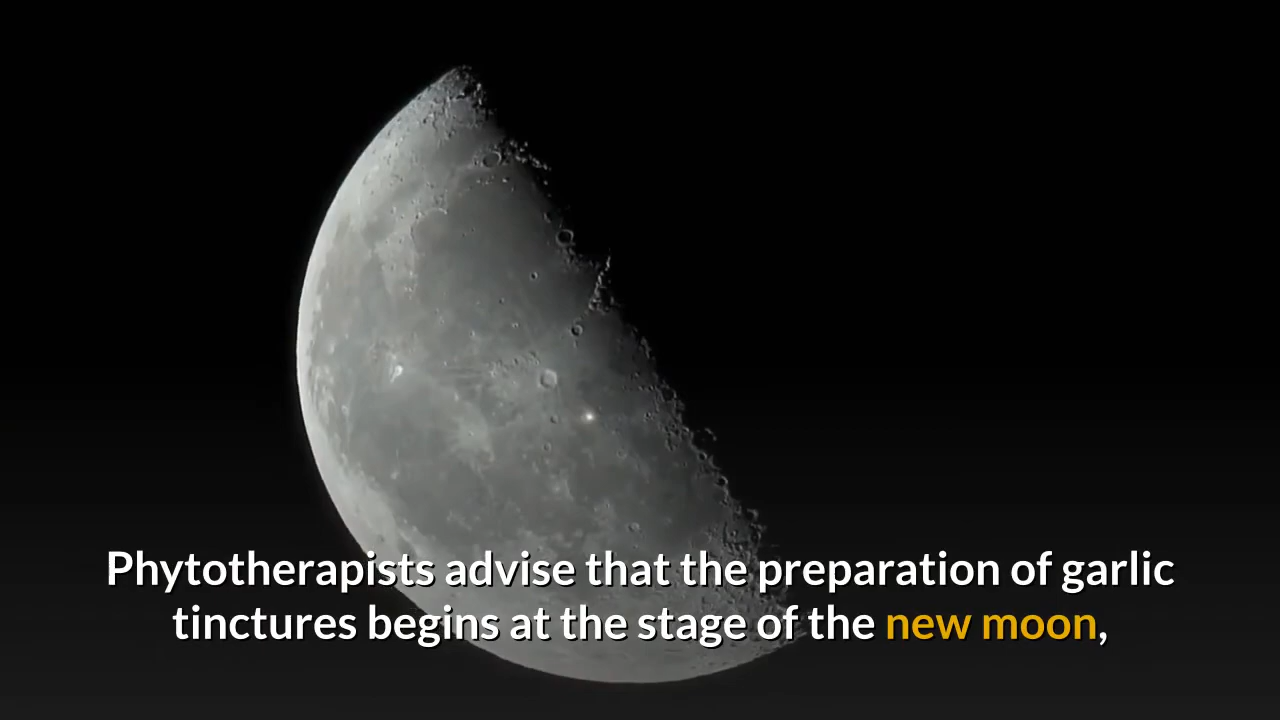 Phytotherapists advise that the preparation of garlic
tinctures begins at the stage of the new moon,